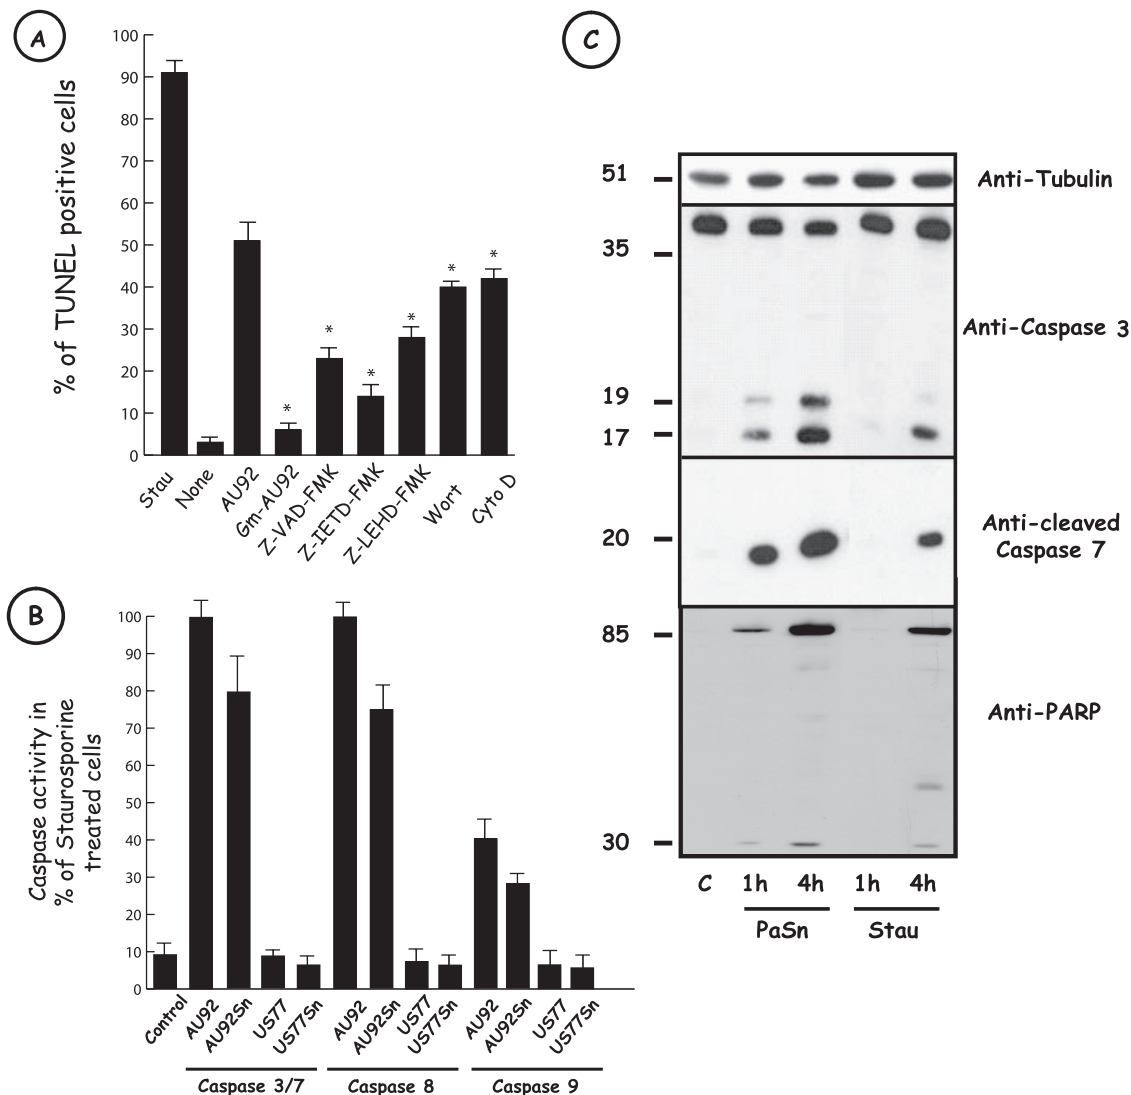 A
% of TUNEL positive cells
100
90
80
70
60
50
40
30
20
10
0
*
*
*
*
*
*
Stau
None
AU92
Gm-AU92
Z-VAD-FMK
Z-IETD-FMK
Z-LEHD-FMK
Wort
Cyto D
B
Caspase activity in
% of Staurosporine
treated cells
100
90
80
70
60
50
40
30
20
10
0
Control
AU92
AU92Sn
US77
US77Sn
AU92
AU92Sn
US77
US77Sn
AU92
AU92Sn
US77
US77Sn
Caspase 3/7
Caspase 8
Caspase 9
C
51
Anti-Tubulin
35
Anti-Caspase 3
19
17
20
Anti-cleaved
Caspase 7
85
Anti-PARP
30
C 1h 4h 1h 4h
PaSn Stau